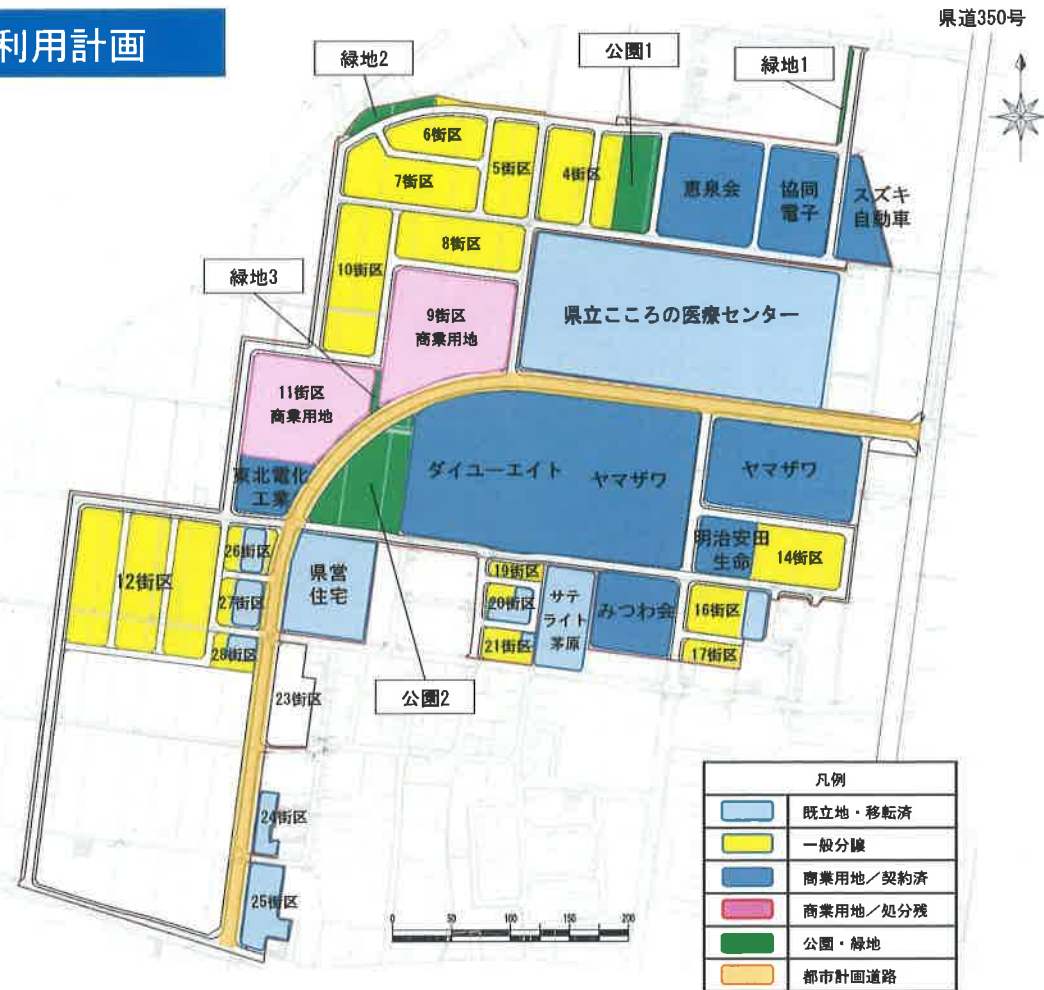 利用計画
県道350号
緑地2
公園1
緑地1
6街区
5街区
4街区
7街区
恵泉会
協同
電子
スズキ
自動車
8街区
10街区
緑地3
9街区
商業用地
県立こころの医療センター
11街区
商業用地
東北電化
工業
ダイユーエイト
ヤマザワ
ヤマザワ
明治安田
生命
14街区
12街区
26街区
27街区
28街区
県営
住宅
19街区
20街区
21街区
サテ
ライト
茅原
みつわ会
16街区
17街区
公園2
23街区
24街区
25街区
0 50 100 150 200
凡例
既立地・移転済
一般分譲
商業用地/契約済
商業用地/処分残
公園・緑地
都市計画道路